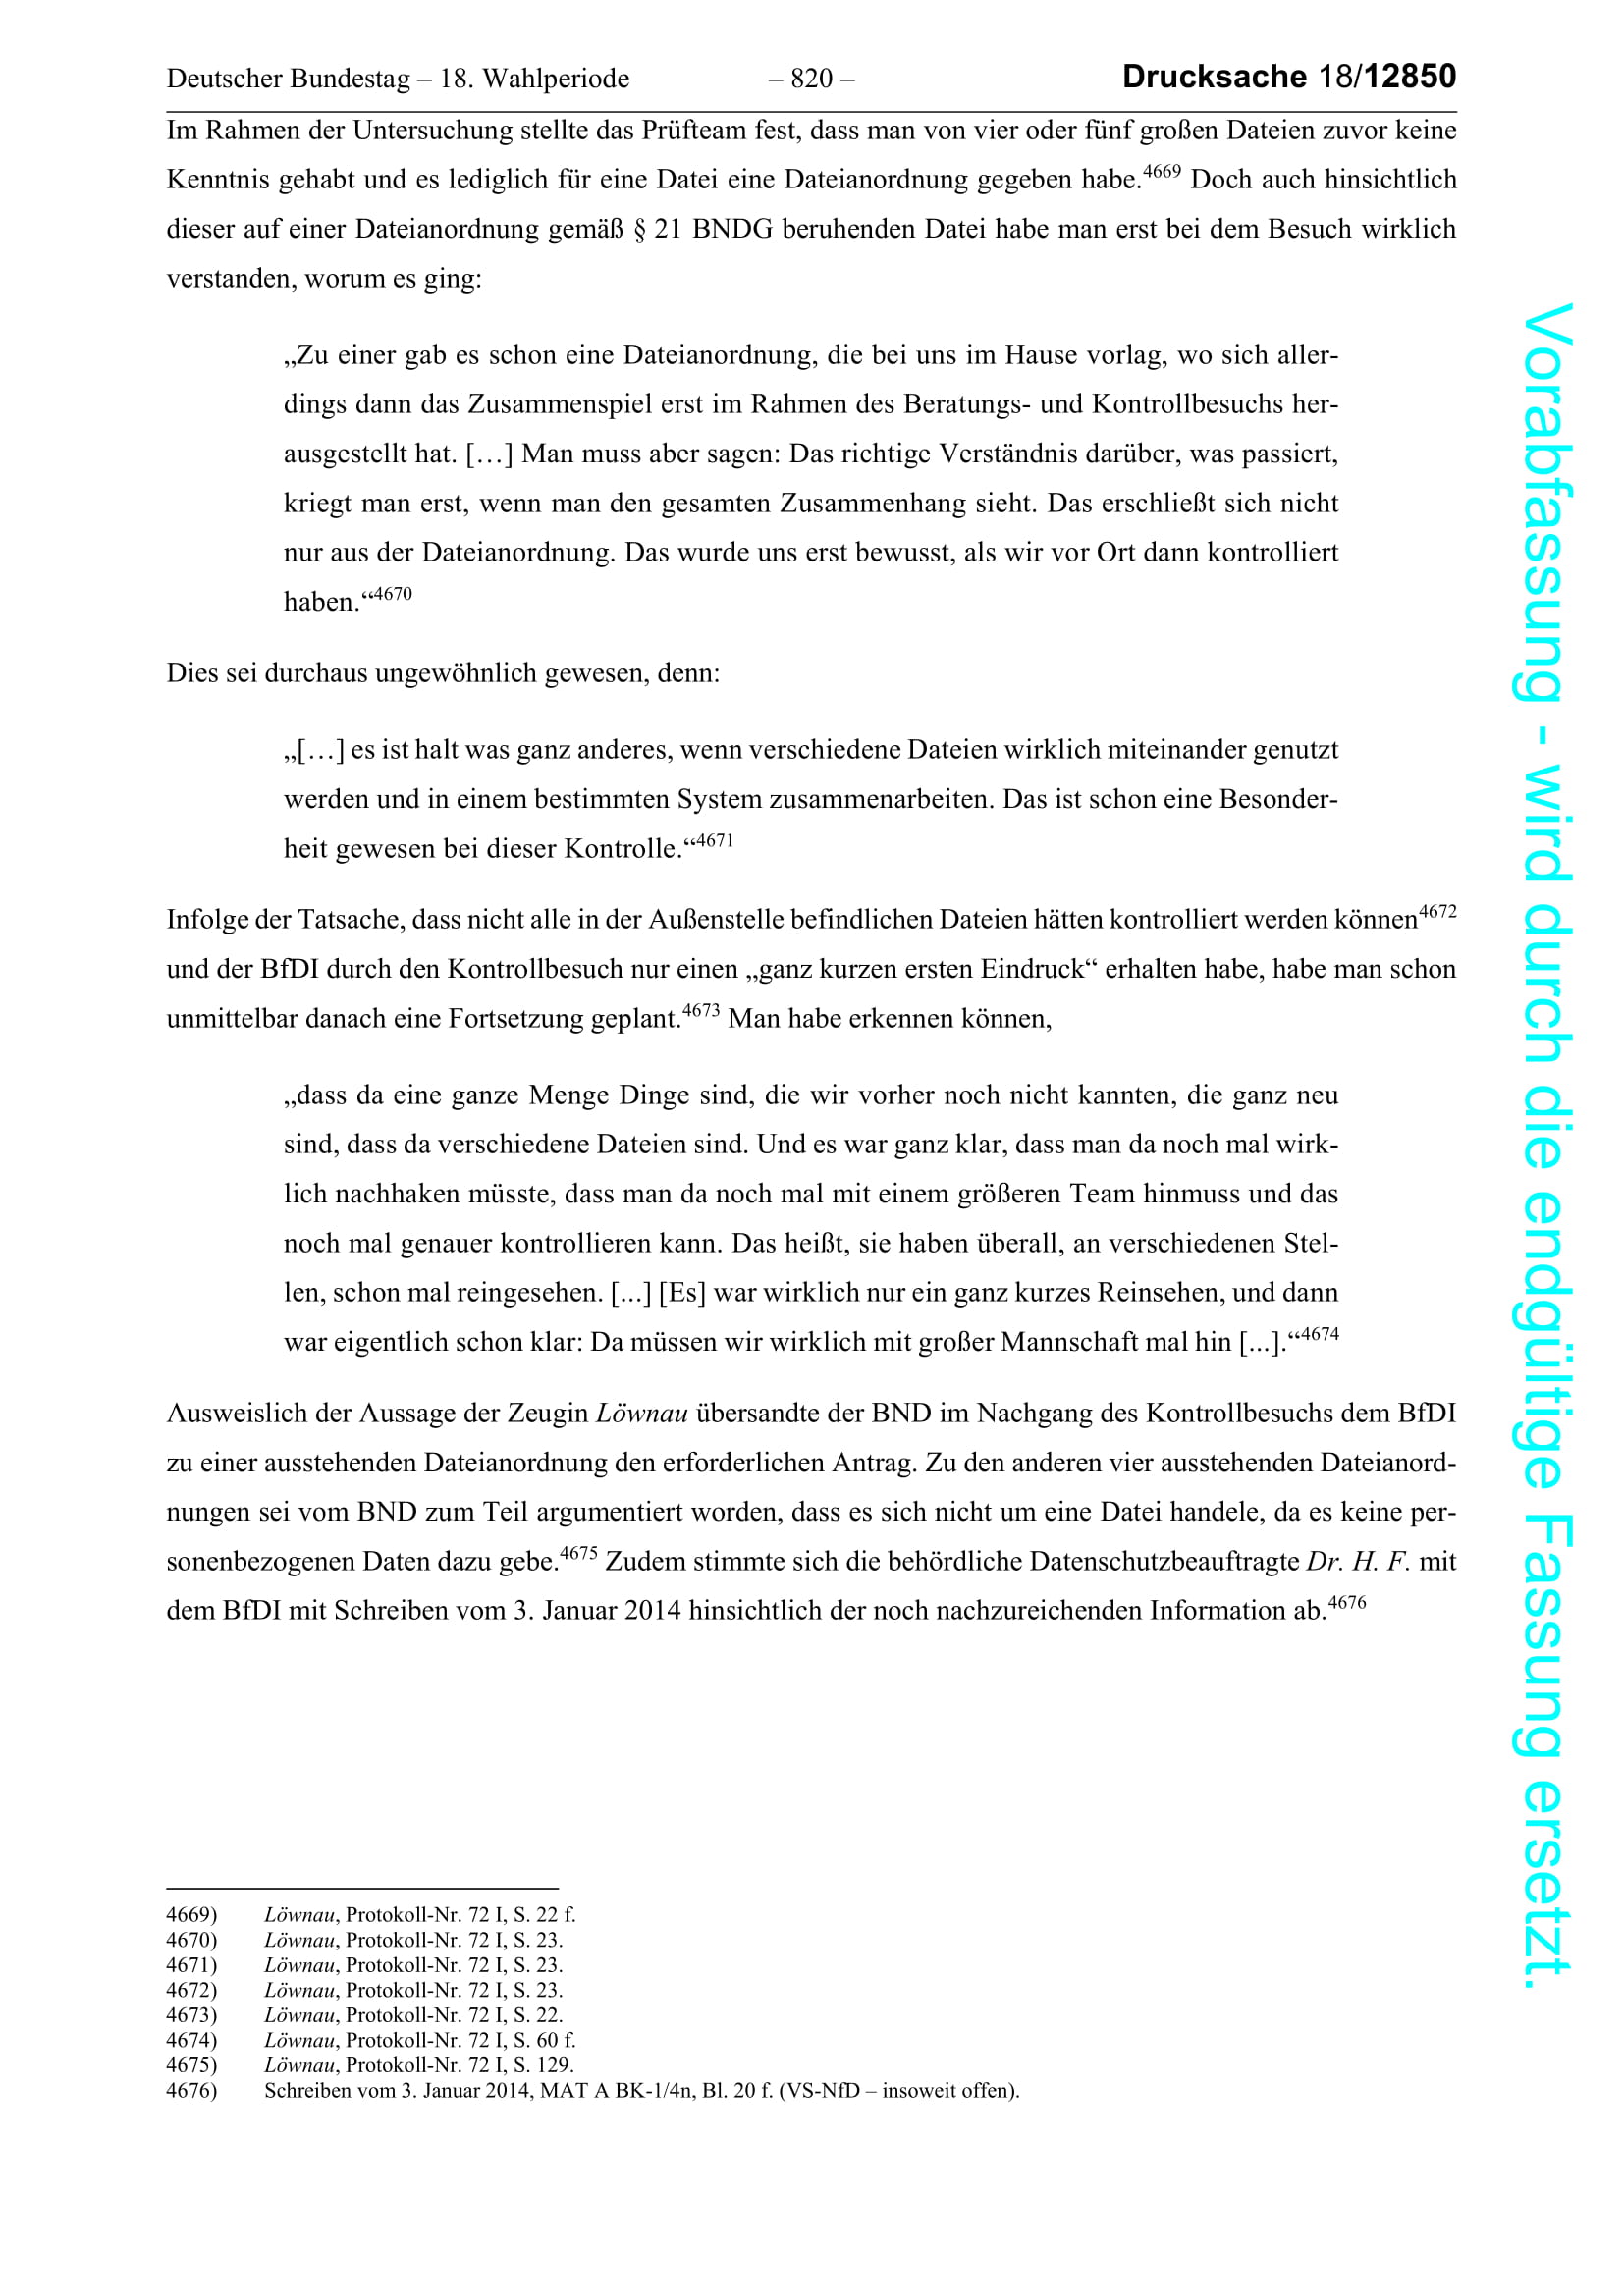 Deutscher Bundestag – 18. Wahlperiode – 820 – Drucksache 18/12850
Im Rahmen der Untersuchung stellte das Prüfteam fest, dass man von vier oder fünf großen Dateien zuvor keine
Kenntnis gehabt und es lediglich für eine Datei eine Dateianordnung gegeben habe.4669 Doch auch hinsichtlich
dieser auf einer Dateianordnung gemäß § 21 BNDG beruhenden Datei habe man erst bei dem Besuch wirklich
verstanden, worum es ging:
„Zu einer gab es schon eine Dateianordnung, die bei uns im Hause vorlag, wo sich aller-
dings dann das Zusammenspiel erst im Rahmen des Beratungs- und Kontrollbesuchs her-
ausgestellt hat. […] Man muss aber sagen: Das richtige Verständnis darüber, was passiert,
kriegt man erst, wenn man den gesamten Zusammenhang sieht. Das erschließt sich nicht
nur aus der Dateianordnung. Das wurde uns erst bewusst, als wir vor Ort dann kontrolliert
haben.“4670
Dies sei durchaus ungewöhnlich gewesen, denn:
„[…] es ist halt was ganz anderes, wenn verschiedene Dateien wirklich miteinander genutzt
werden und in einem bestimmten System zusammenarbeiten. Das ist schon eine Besonder-
heit gewesen bei dieser Kontrolle.“4671
Infolge der Tatsache, dass nicht alle in der Außenstelle befindlichen Dateien hätten kontrolliert werden können4672
und der BfDI durch den Kontrollbesuch nur einen „ganz kurzen ersten Eindruck“ erhalten habe, habe man schon
unmittelbar danach eine Fortsetzung geplant.4673 Man habe erkennen können,
„dass da eine ganze Menge Dinge sind, die wir vorher noch nicht kannten, die ganz neu
sind, dass da verschiedene Dateien sind. Und es war ganz klar, dass man da noch mal wirk-
lich nachhaken müsste, dass man da noch mal mit einem größeren Team hinmuss und das
noch mal genauer kontrollieren kann. Das heißt, sie haben überall, an verschiedenen Stel-
len, schon mal reingesehen. [...] [Es] war wirklich nur ein ganz kurzes Reinsehen, und dann
war eigentlich schon klar: Da müssen wir wirklich mit großer Mannschaft mal hin [...].“4674
Ausweislich der Aussage der Zeugin Löwnau übersandte der BND im Nachgang des Kontrollbesuchs dem BfDI
zu einer ausstehenden Dateianordnung den erforderlichen Antrag. Zu den anderen vier ausstehenden Dateianord-
nungen sei vom BND zum Teil argumentiert worden, dass es sich nicht um eine Datei handele, da es keine per-
sonenbezogenen Daten dazu gebe.4675 Zudem stimmte sich die behördliche Datenschutzbeauftragte Dr. H. F. mit
dem BfDI mit Schreiben vom 3. Januar 2014 hinsichtlich der noch nachzureichenden Information ab.4676
4669) Löwnau, Protokoll-Nr. 72 I, S. 22 f.
4670) Löwnau, Protokoll-Nr. 72 I, S. 23.
4671) Löwnau, Protokoll-Nr. 72 I, S. 23.
4672) Löwnau, Protokoll-Nr. 72 I, S. 23.
4673) Löwnau, Protokoll-Nr. 72 I, S. 22.
4674) Löwnau, Protokoll-Nr. 72 I, S. 60 f.
4675) Löwnau, Protokoll-Nr. 72 I, S. 129.
4676) Schreiben vom 3. Januar 2014, MAT A BK-1/4n, Bl. 20 f. (VS-NfD – insoweit offen).
Vorabfassung - wird durch die endgültige Fassung ersetzt.